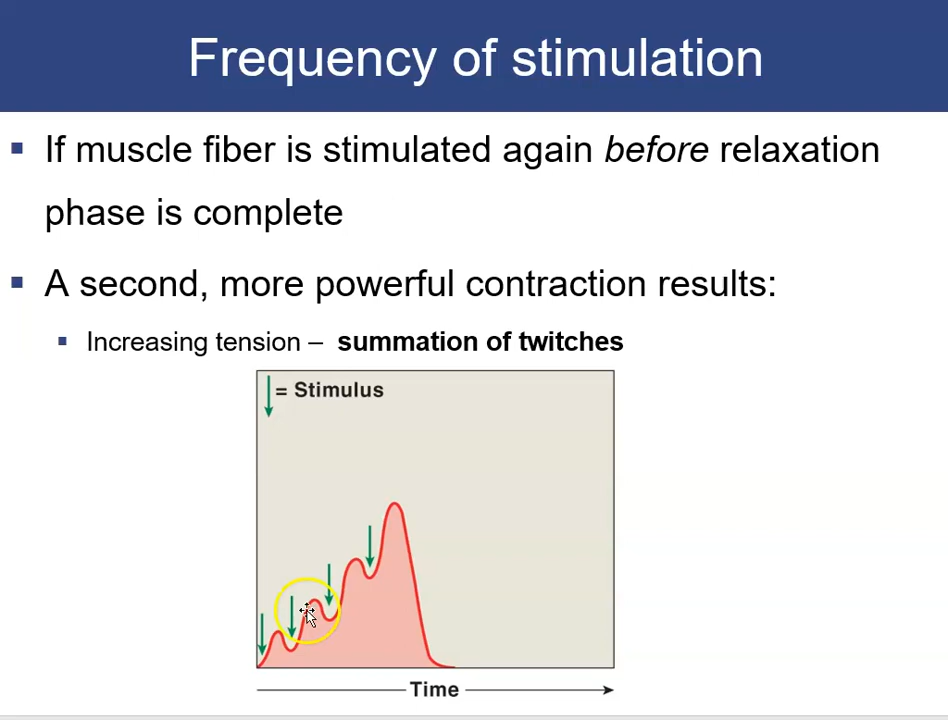 Frequency of stimulation
If muscle fiber is stimulated again before relaxation
phase is complete
A second, more powerful contraction results:
Increasing tension – summation of twitches
= Stimulus
Time